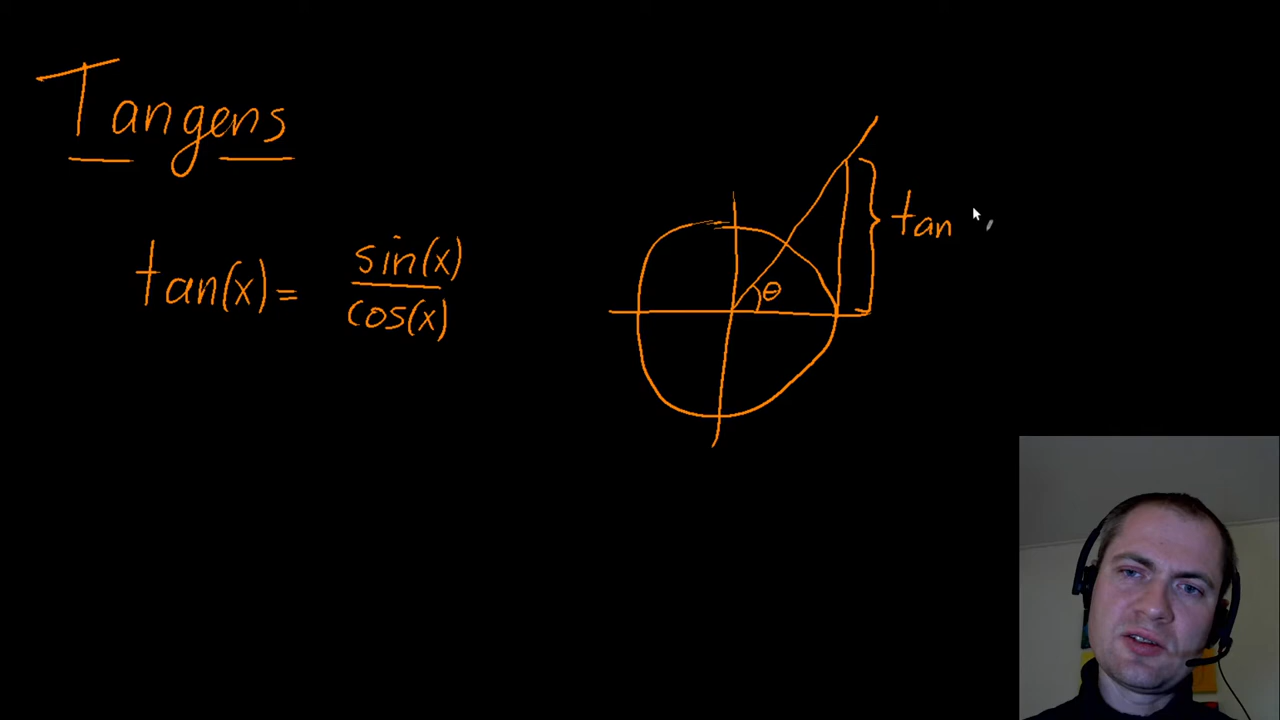 Tangens
tan(x) = sin(x)
cos(x)
θ
tan